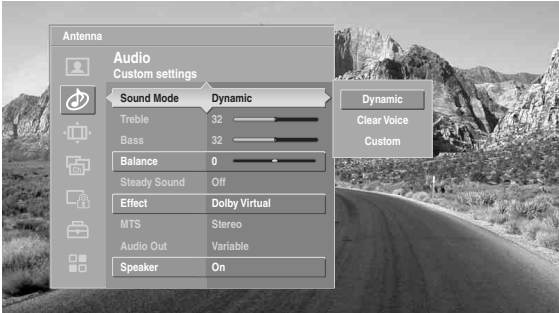 Antenna
Audio
Custom settings
Sound Mode Dynamic
Treble 32
Bass 32
Balance 0
Steady Sound Off
Effect Dolby Virtual
MTS Stereo
Audio Out Variable
Speaker On
Dynamic
Clear Voice
Custom
Ch